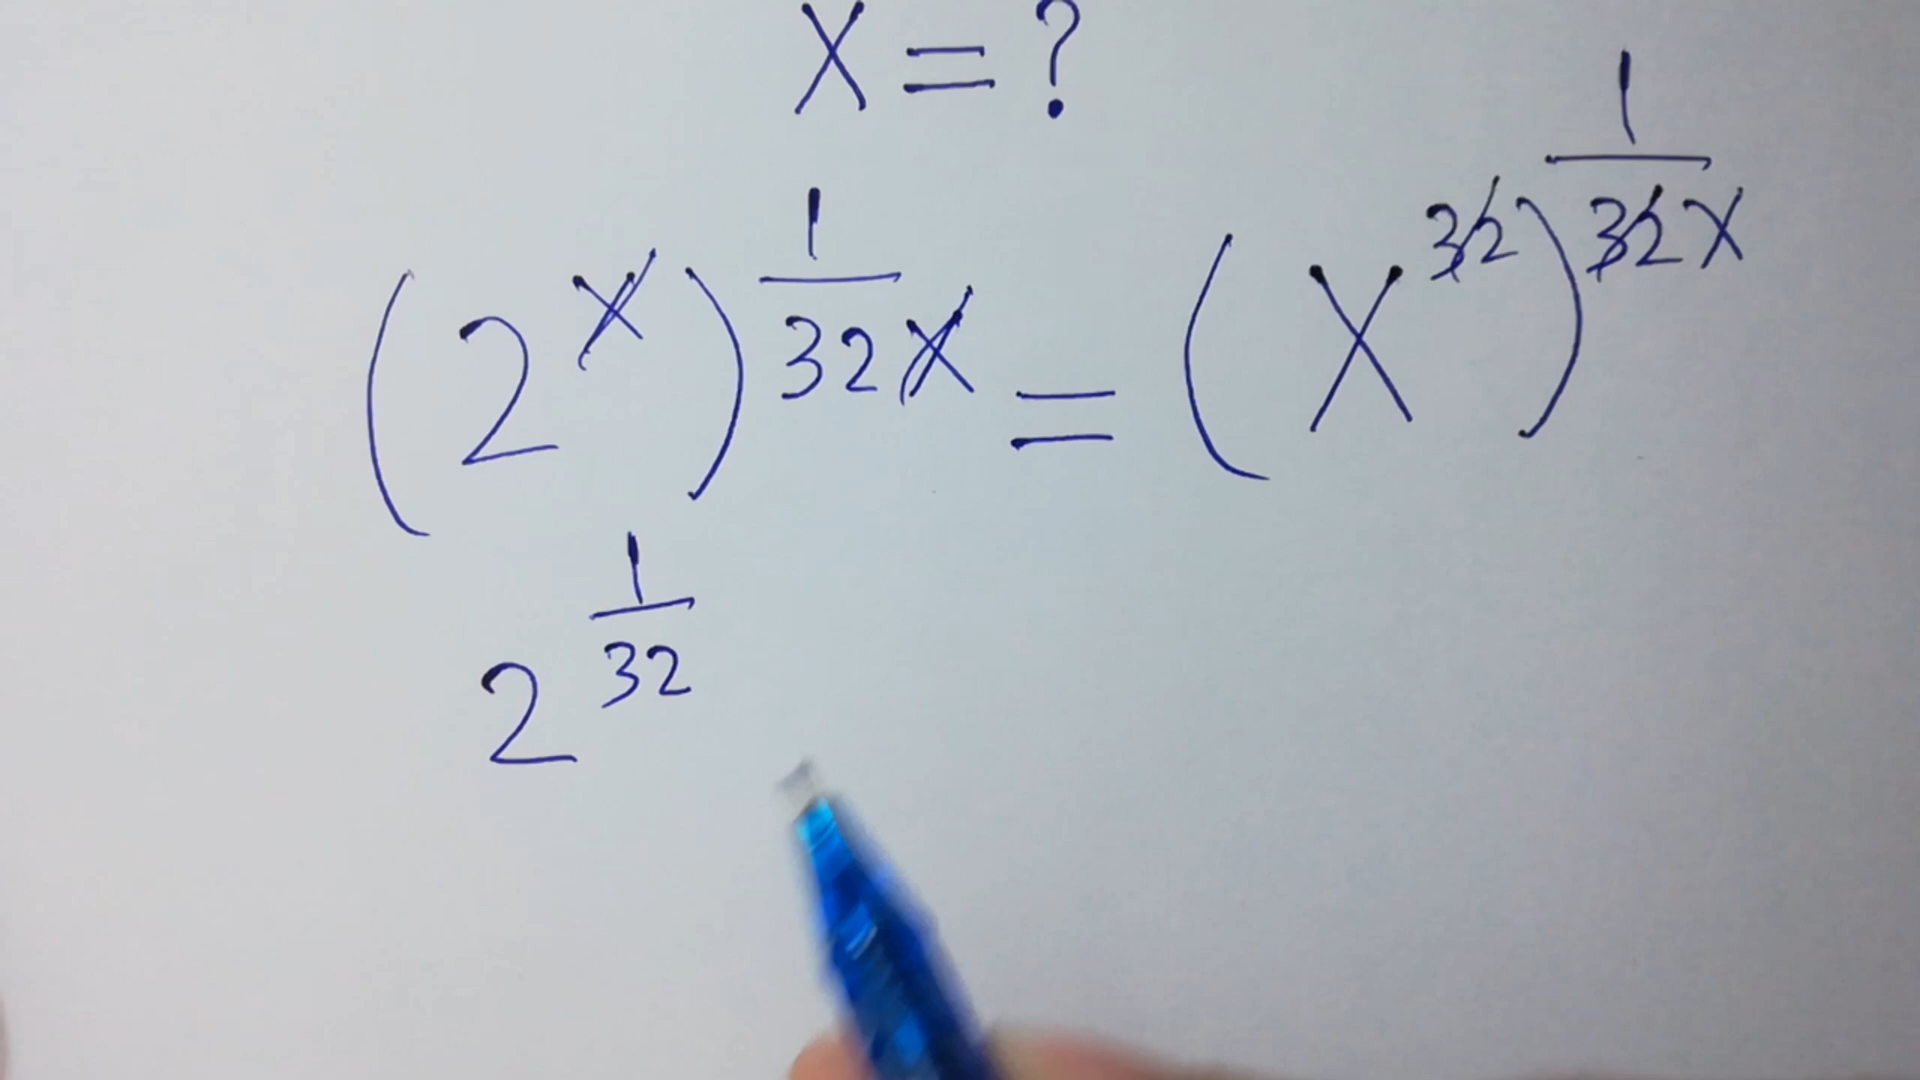 X = ?
(2^X)^(1/32X) = (X^32)^(1/32X)
2^(1/32)